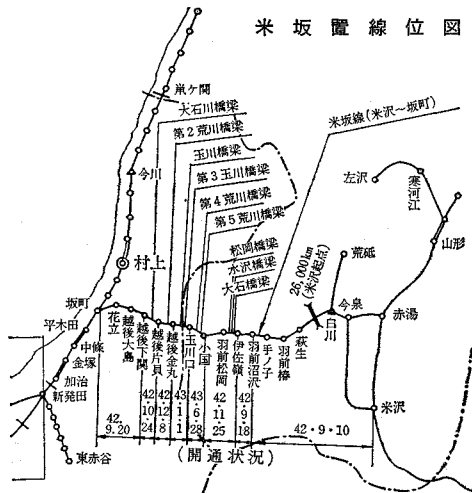 米坂置線位図
鼡ケ関
大石川橋梁
第2荒川橋梁
玉川橋梁
第3玉川橋梁
第4荒川橋梁
第5荒川橋梁
松岡橋梁
水沢橋梁
大石橋梁
米坂線(米沢〜坂町)
26,000km
(米沢起点)
今川
村上
左沢
寒河江
山形
荒砥
坂町
平木田
中條
金塚
加治
新発田
東赤谷
花立
越後大島
越後下関
越後片貝
越後金丸
玉川口
小国
羽前松岡
伊佐嶺
羽前沼沢
手ノ子
羽前椿
萩生
白川
今泉
赤湯
米沢
42.9.20
42・10・24
42・12・8
43・1・1
43・6・28
42・11・25
42・9・18
42・9・10
(開通状況)